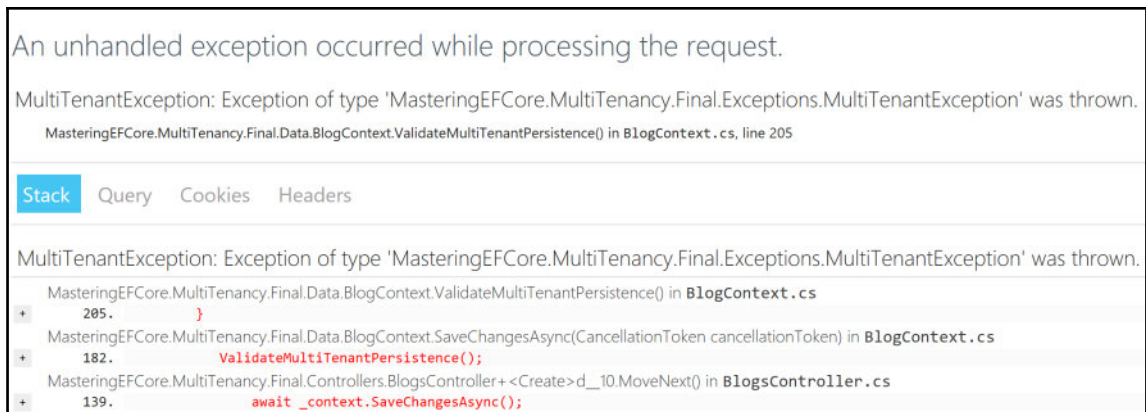 An unhandled exception occurred while processing the request.
MultiTenantException: Exception of type 'MasteringEFCore.MultiTenancy.Final.Exceptions.MultiTenantException' was thrown.
MasteringEFCore.MultiTenancy.Final.Data.BlogContext.ValidateMultiTenantPersistence() in BlogContext.cs, line 205
Stack Query Cookies Headers
MultiTenantException: Exception of type 'MasteringEFCore.MultiTenancy.Final.Exceptions.MultiTenantException' was thrown.
MasteringEFCore.MultiTenancy.Final.Data.BlogContext.ValidateMultiTenantPersistence() in BlogContext.cs
+ 205. }
MasteringEFCore.MultiTenancy.Final.Data.BlogContext.SaveChangesAsync(CancellationToken cancellationToken) in BlogContext.cs
+ 182. ValidateMultiTenantPersistence();
MasteringEFCore.MultiTenancy.Final.Controllers.BlogsController+<Create>d__10.MoveNext() in BlogsController.cs
+ 139. await _context.SaveChangesAsync();